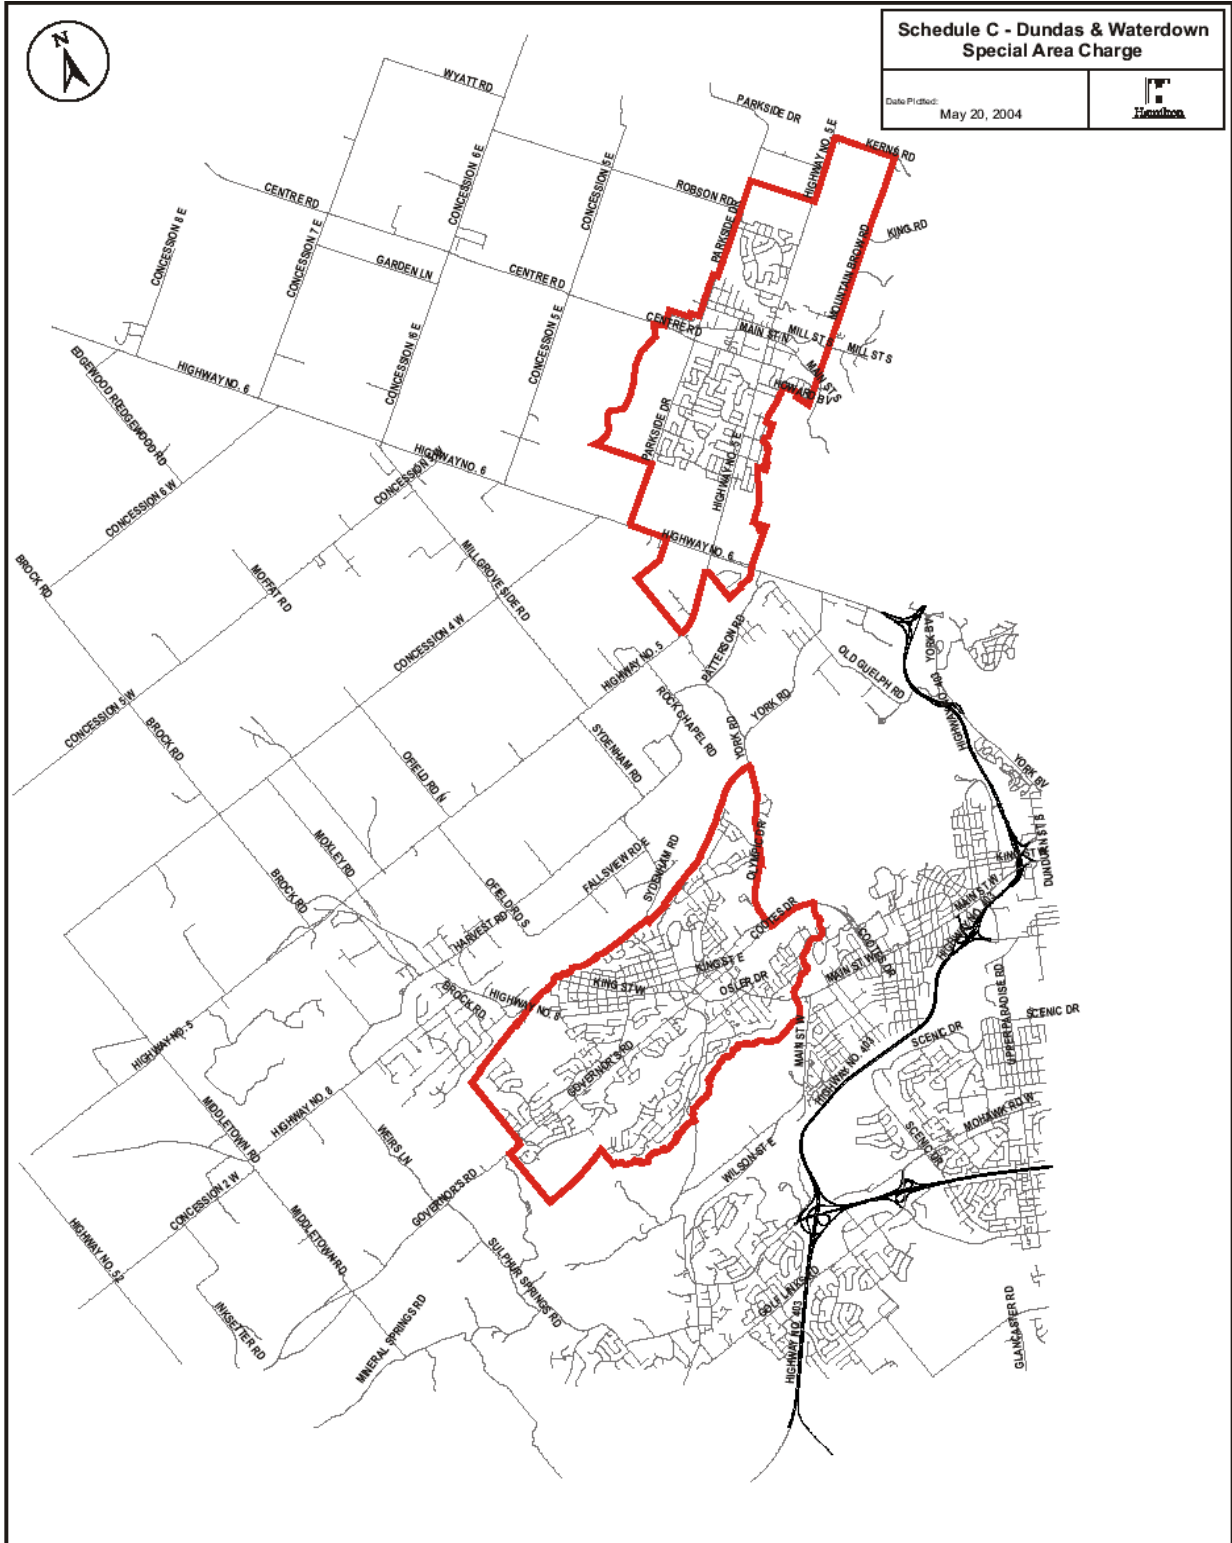 Schedule C - Dundas & Waterdown
Special Area Charge
Date Plotted:
May 20, 2004
Hamilton
N
WYATT RD
PARKSIDE DR
HIGHWAY NO. 5 E
KERNS RD
CONCESSION 6 E
CONCESSION 5 E
CENTRE RD
ROBSON RD
CONCESSION 8 E
CONCESSION 7 E
PARKSIDE DR
KING RD
GARDEN LN
CENTRE RD
MOUNTAIN BROW RD
CONCESSION 6 E
CONCESSION 5 E
CENTRE RD
MAIN ST N
MILL ST S
MILL ST S
EDGEWOOD RD
EDGEWOOD RD
HIGHWAY NO. 6
MAIN ST S
HOWARD BV
PARKSIDE DR
HIGHWAY NO. 5 E
HIGHWAY NO. 6
CONCESSION 6 W
HIGHWAY NO. 6
BROCK RD
MOFFAT RD
MILLGROVE SIDE RD
CONCESSION 4 W
HIGHWAY NO. 5
PATTERSON RD
YORK BV
OLD GUELPH RD
HIGHWAY NO. 403
CONCESSION 5 W
BROCK RD
ROCK CHAPEL RD
YORK RD
YORK RD
SYDENHAM RD
YORK BV
OFIELD RD N
MOXLEY RD
FALLSVIEW RD E
SYDENHAM RD
OLYMPIC DR
DUNDURN ST S
BROCK RD
OFIELD RD S
HARVEST RD
MAIN ST W
COOTES DR
COOTES DR
KING ST E
KING ST W
OSLER DR
MAIN ST W
BROCK RD
HIGHWAY NO. 8
UPPER PARADISE RD
SCENIC DR
SCENIC DR
HIGHWAY NO. 5
GOVERNOR'S RD
MAIN ST W
HIGHWAY NO. 403
MOHAWK RD W
SCENIC DR
HIGHWAY NO. 8
MIDDLETOWN RD
WEIRS LN
WILSON ST E
CONCESSION 2 W
GOVERNOR'S RD
HIGHWAY NO. 52
MIDDLETOWN RD
SULPHUR SPRINGS RD
GOLF LINKS RD
INKSETTER RD
MINERAL SPRINGS RD
HIGHWAY NO. 403
GLANCASTER RD